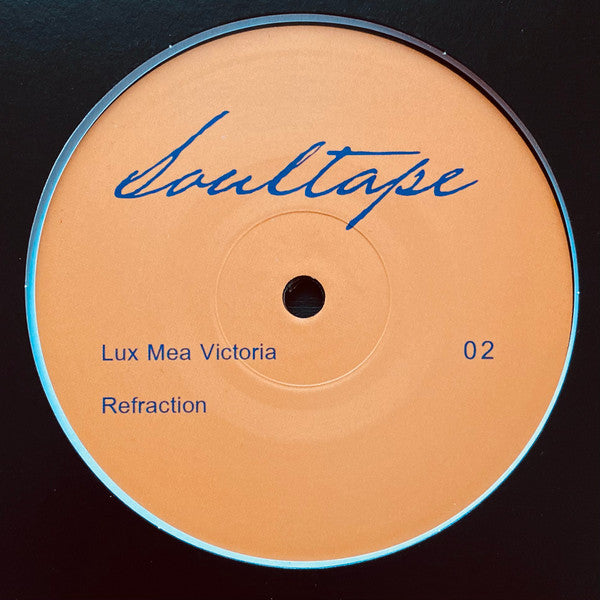 Soultape
Lux Mea Victoria 02
Refraction